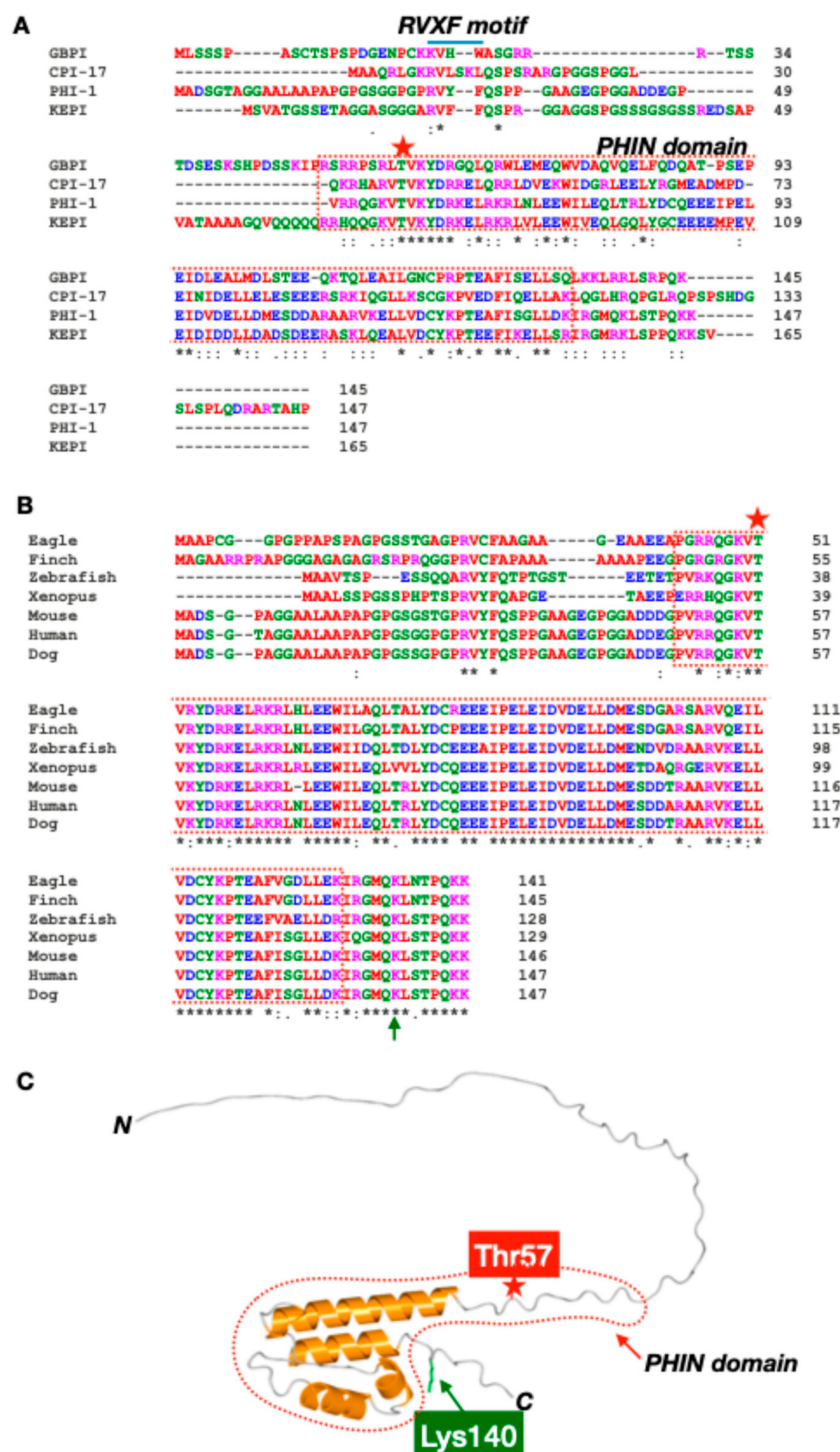 A
RVXF motif
GBPI MLSSSP------ASCTSPSPDGENPCKKVH--WASGRR---------------R--TSS 34
CPI-17 -----------------MAAQRLGKRVLSKLQSPSRARGPGGSPGGL------------- 30
PHI-1 MADSGTAGGAALAAPAPGPGSGGPGPRVY--FQSPP--GAAGEGPGGADDEGP------- 49
KEPI -------MSVATGSSETAGGASGGGARVF--FQSPR--GGAGGSPGSSSGSGSSREDSAP 49
PHIN domain
GBPI TDSESKSHPDSSKIPRSRRPSRLTVKYDRGQLQRWLEMEQWVDAQVQELFQDQAT-PSEP 93
CPI-17 ----------------QKRHARVTVKYDRRELQRRLDVEKWIDGRLEELYRGMEADMPD- 73
PHI-1 ----------------VRRQGKVTVKYDRKELRKRLNLEEWILEQLTRLYDCQEEEIPEL 93
KEPI VATAAAAGQVQQQQQRRHQQGKVTVKYDRKELRKRLVLEEWIVEQLGQLYGCEEEEMPEV 109
GBPI EIDLEALMDLSTEE-QKTQLEAILGNCPRPTEAFISELLSQLKKLRRLSRPQK------- 145
CPI-17 EINIDELLELESEEERSRKIQGLLKSCGKPVEDFIQELLAKLQGLHRQPGLRQPSPSHDG 133
PHI-1 EIDVDELLDMESDDARAARVKELLVDCYKPTEAFISGLLDKIRGMQKLSTPQKK------ 147
KEPI EIDIDDLLDADSDEERASKLQEALVDCYKPTEEFIKELLSRIRGMRKLSPPQKKSV---- 165
GBPI -------------- 145
CPI-17 SLSPLQDRARTAHP 147
PHI-1 -------------- 147
KEPI -------------- 165
B
Eagle MAAPCG---GPGPPAPSPAGPGSSTGAGPRVCFAAGAA-----G-EAAEEAPGRRQGKVT 51
Finch MAGAARRPRAPGGGAGAGAGRSRPRQGGPRVCFAPAAA-----AAAAPEEGPGRGRGKVT 55
Zebrafish -------------MAAVTSP---ESSQQARVYFQTPTGST------EETETPVRKQGRVT 38
Xenopus -------------MAALSSPGSSPHPTSPRVYFQAPGE--------TAEEPERRHQGKVT 39
Mouse MADS-G-PAGGAALAAPAPGPGSGSTGPRVYFQSPPGAAGEGPGGADDDGPVRRQGKVT 57
Human MADS-G-TAGGAALAAPAPGPGSGGPGPRVYFQSPPGAAGEGPGGADDEGPVRRQGKVT 57
Dog MADS-G-PAGGAALAAPAPGPGSGGPGPRVYFQSPPGAAGEGPGGADDEGPVRRQGKVT 57
Eagle VRYDRRELRKRLHLEEWILAQLTALYDCREEEIPELEIDVDELLDMESDGARSARVQEIL 111
Finch VKYDRRELRKRLHLEEWILGQLTALYDCPEEEIPELEIDVDELLDMESDGARSARVQEIL 115
Zebrafish VKYDRKELRKRLNLEEWIIDQLTDLYDCEEEAIPELEIDVDELLDMENDVDRAARVKELL 98
Xenopus VKYDRKELRKRLRLEEWILEQLVVLYDCQEEEIPELEIDVDELLDMETDAQRGERVKELL 99
Mouse VKYDRKELRKRL-LEEWILEQLTRLYDCQEEEIPELEIDVDELLDMESDDTRAARVKELL 116
Human VKYDRKELRKRLNLEEWILEQLTRLYDCQEEEIPELEIDVDELLDMESDDTRAARVKELL 117
Dog VKYDRKELRKRLNLEEWILEQLTRLYDCQEEEIPELEIDVDELLDMESDDTRAARVKELL 117
Eagle VDCYKPTEAFVGDLLEKIRGMQKLNTPQKK 141
Finch VDCYKPTEAFVGDLLEKIRGMQKLSTPQKK 145
Zebrafish VDCYKPTEEFVAELLDRIRGMQKLSTPQKK 128
Xenopus VDCYKPTEAFISGLLEKIQGMQKLSTPQKK 129
Mouse VDCYKPTEAFISGLLDKIRGMQKLSTPQKK 146
Human VDCYKPTEAFISGLLDKIRGMQKLSTPQKK 147
Dog VDCYKPTEAFISGLLDKIRGMQKLSTPQKK 147
C
N
Thr57
PHIN domain
C
Lys140